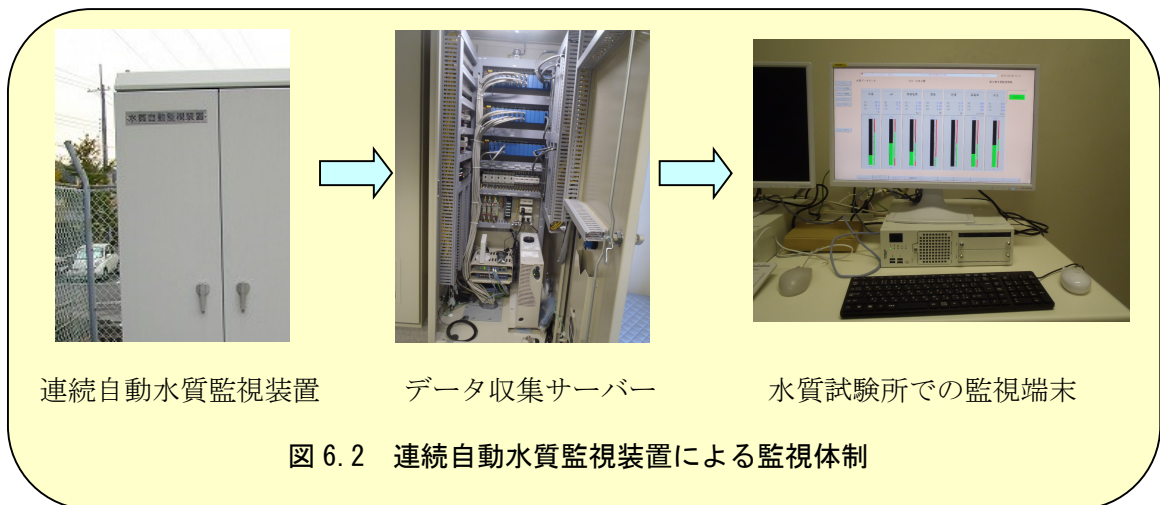 水質自動監視装置
連続自動水質監視装置
データ収集サーバー
水質試験所での監視端末
図 6.2 連続自動水質監視装置による監視体制